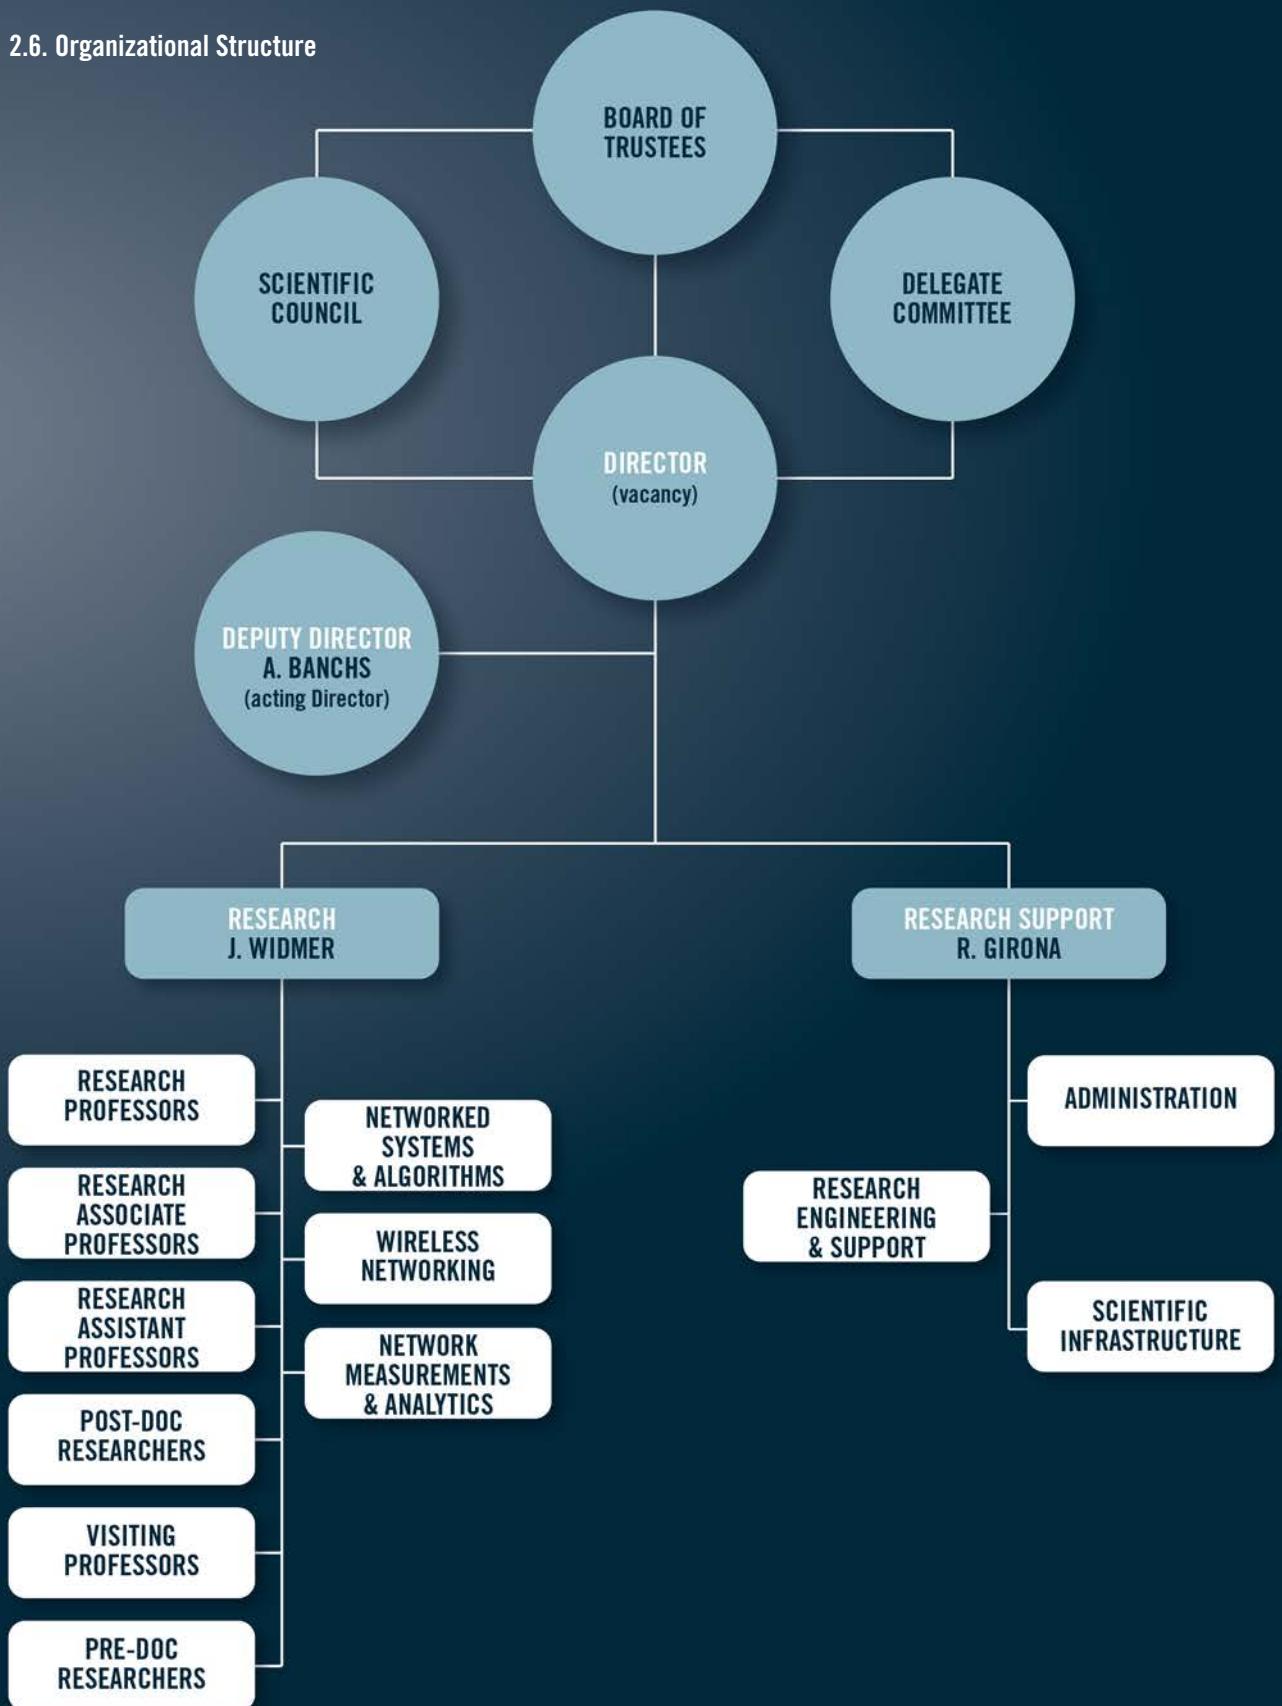 2.6. Organizational Structure
BOARD OF
TRUSTEES
SCIENTIFIC
COUNCIL
DELEGATE
COMMITTEE
DIRECTOR
(vacancy)
DEPUTY DIRECTOR
A. BANCHS
(acting Director)
RESEARCH
J. WIDMER
RESEARCH SUPPORT
R. GIRONA
RESEARCH
PROFESSORS
RESEARCH
ASSOCIATE
PROFESSORS
RESEARCH
ASSISTANT
PROFESSORS
POST-DOC
RESEARCHERS
VISITING
PROFESSORS
PRE-DOC
RESEARCHERS
NETWORKED
SYSTEMS
& ALGORITHMS
WIRELESS
NETWORKING
NETWORK
MEASUREMENTS
& ANALYTICS
RESEARCH
ENGINEERING
& SUPPORT
ADMINISTRATION
SCIENTIFIC
INFRASTRUCTURE